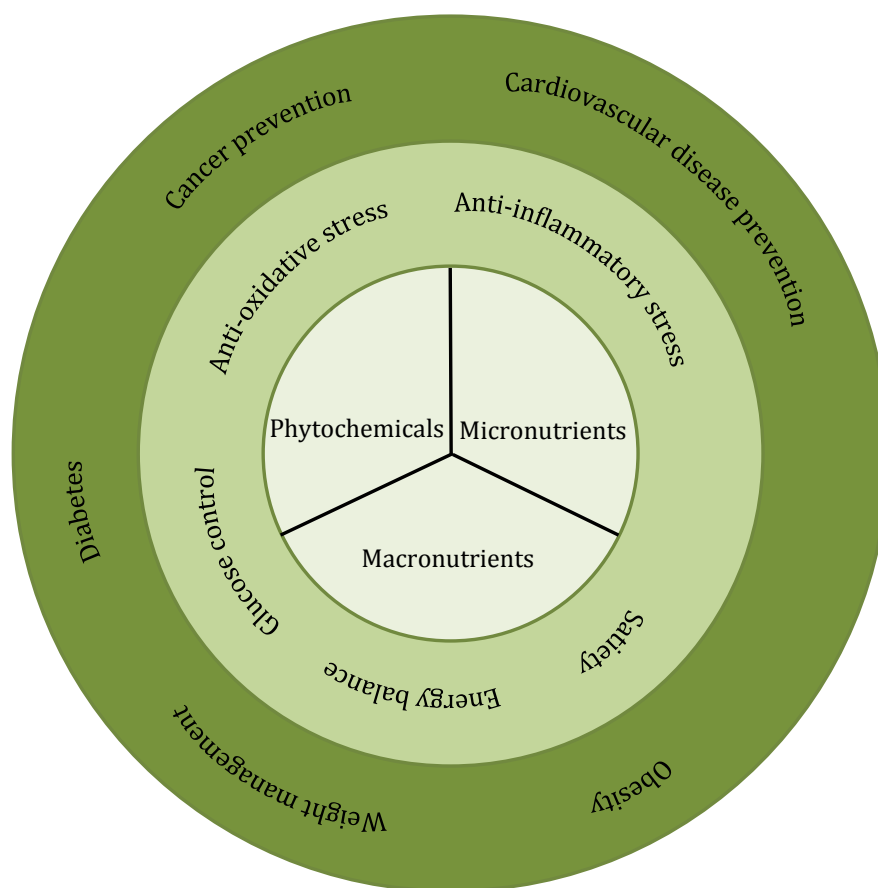 Cancer prevention
Cardiovascular disease prevention
Anti-oxidative stress
Anti-inflammatory stress
Phytochemicals
Micronutrients
Macronutrients
Diabetes
Glucose control
Energy balance
Satiety
Weight management
Obesity